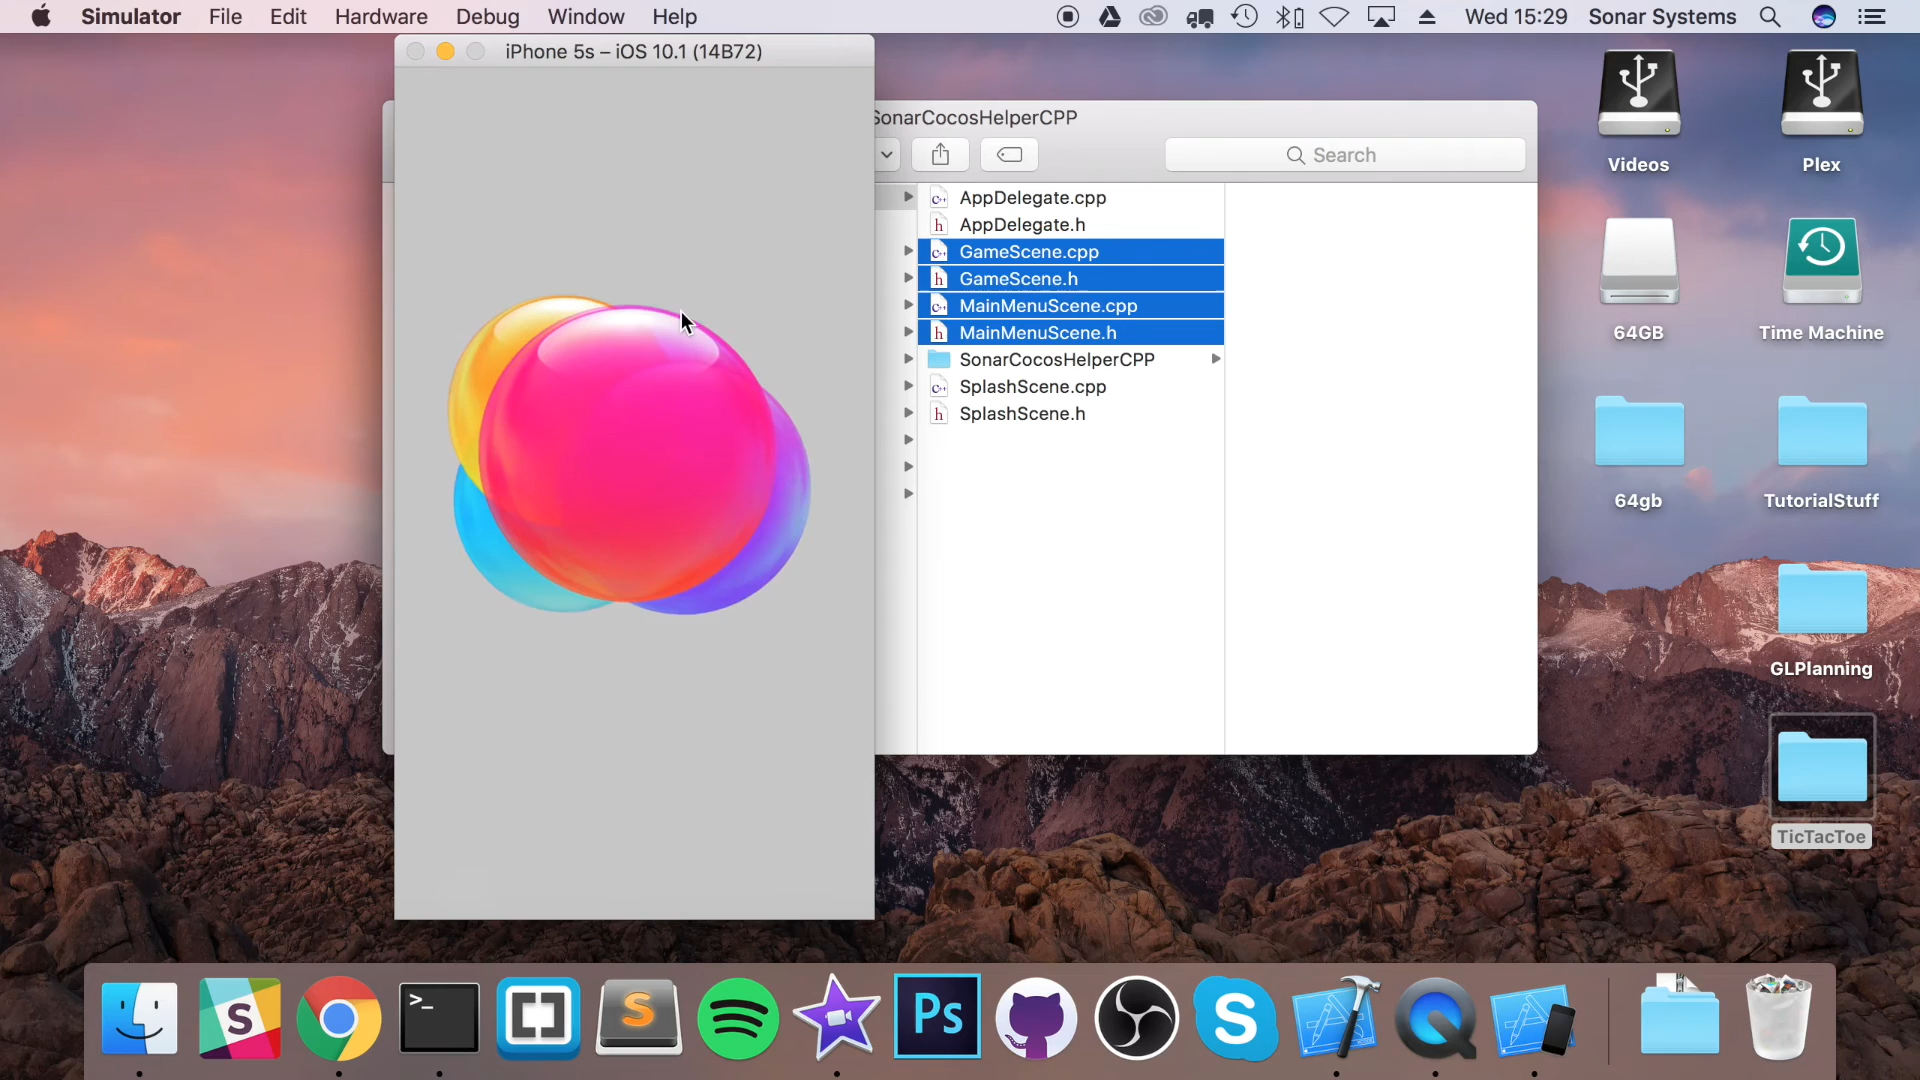 Simulator File Edit Hardware Debug Window Help Wed 15:29 Sonar Systems
iPhone 5s – iOS 10.1 (14B72)
SonarCocosHelperCPP
Search
AppDelegate.cpp
AppDelegate.h
GameScene.cpp
GameScene.h
MainMenuScene.cpp
MainMenuScene.h
SonarCocosHelperCPP
SplashScene.cpp
SplashScene.h
Videos
Plex
64GB
Time Machine
64gb
TutorialStuff
GLPlanning
TicTacToe
S
>_
S
Ps
S